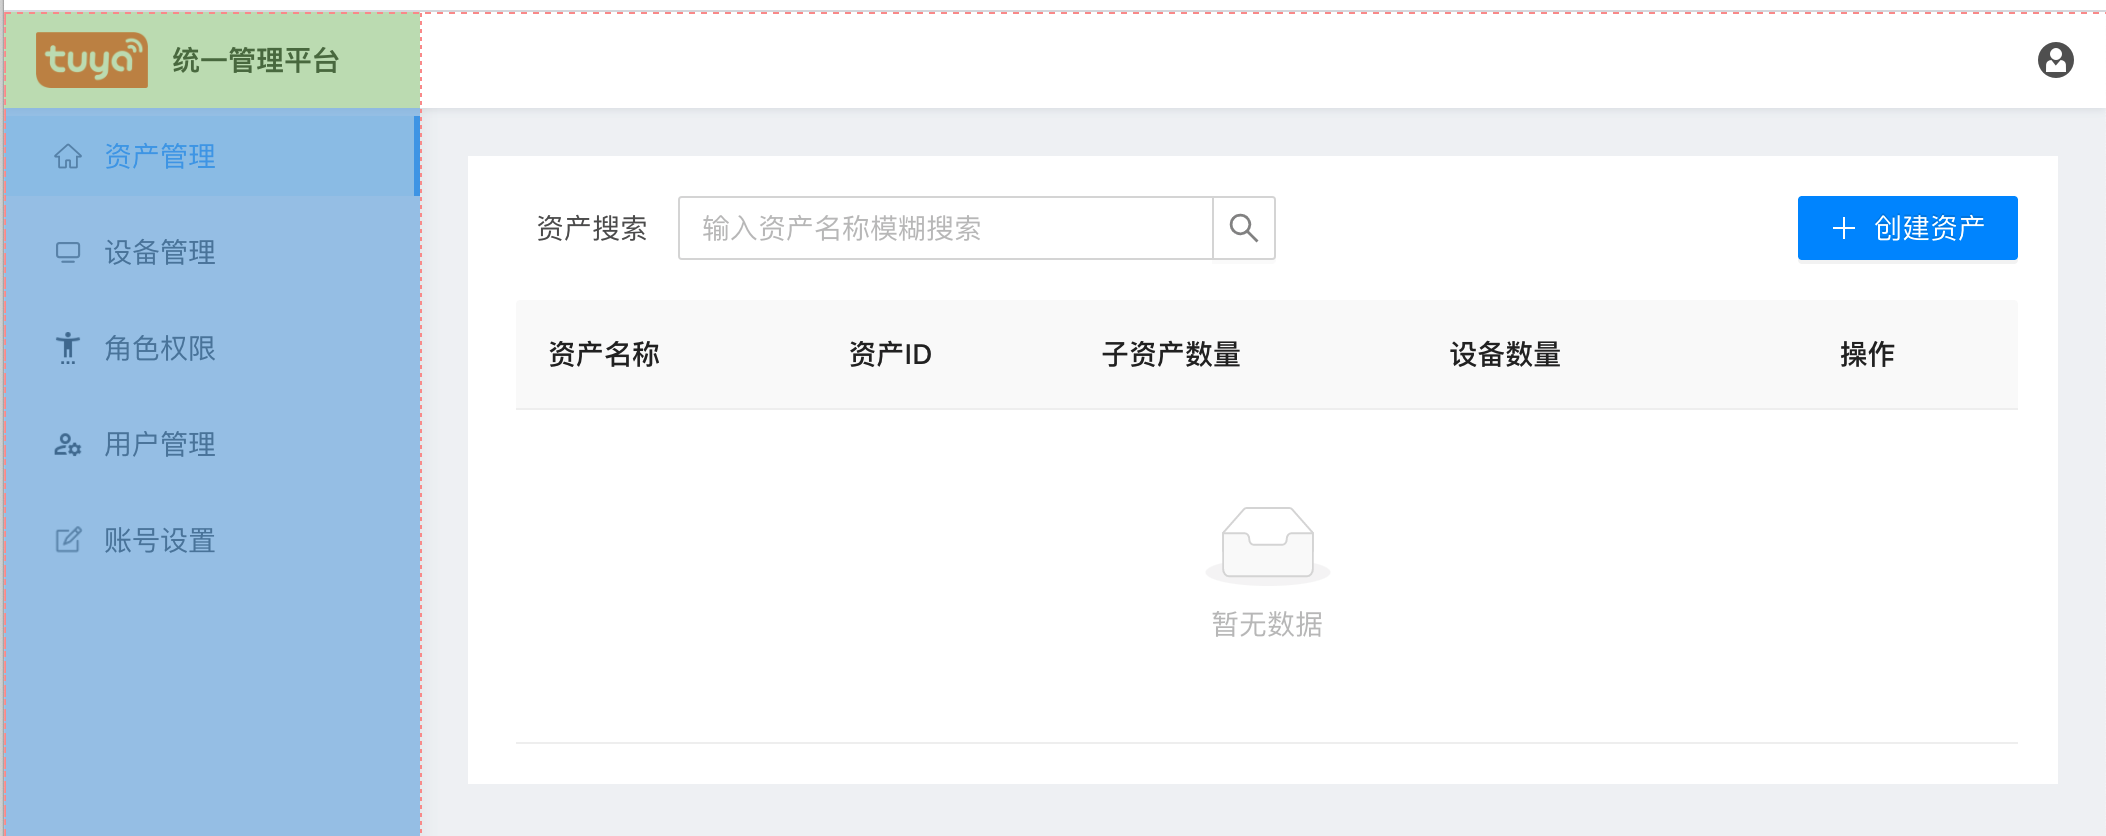 tuya 统一管理平台
资产管理
设备管理
角色权限
用户管理
账号设置
资产搜索 输入资产名称模糊搜索 创建资产
资产名称 资产ID 子资产数量 设备数量 操作
暂无数据